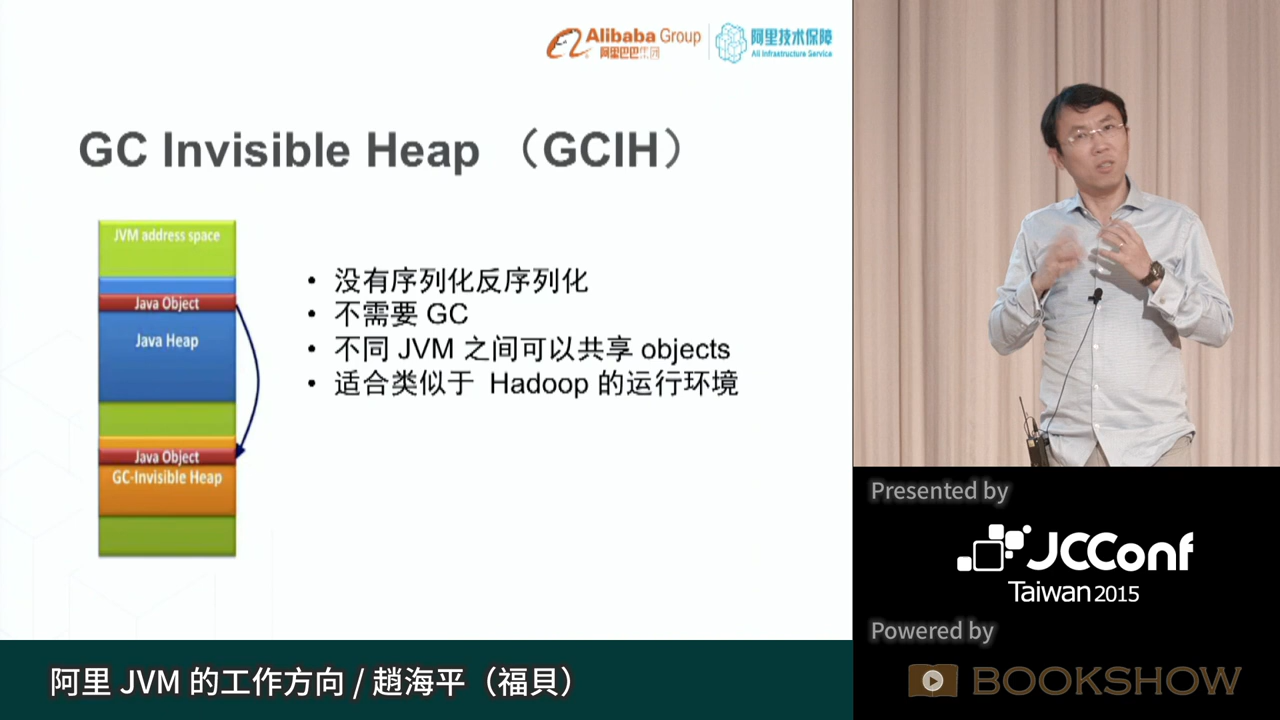 Alibaba Group
阿里巴巴集团
阿里技术保障
Ali Infrastructure Service
GC Invisible Heap （GCIH）
JVM address space
Java Object
Java Heap
Java Object
GC-Invisible Heap
• 没有序列化反序列化
• 不需要 GC
• 不同 JVM 之间可以共享 objects
• 适合类似于 Hadoop 的运行环境
Presented by
JCConf
Taiwan 2015
Powered by
BOOKSHOW
阿里 JVM 的工作方向 / 趙海平（福貝）